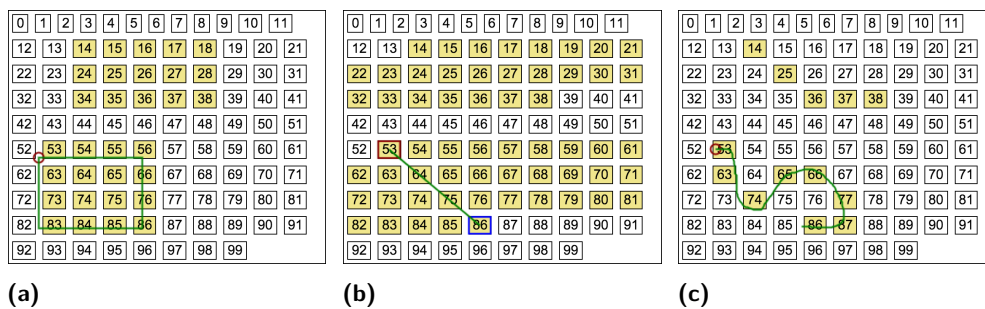 0 1 2 3 4 5 6 7 8 9 10 11
12 13 14 15 16 17 18 19 20 21
22 23 24 25 26 27 28 29 30 31
32 33 34 35 36 37 38 39 40 41
42 43 44 45 46 47 48 49 50 51
52 53 54 55 56 57 58 59 60 61
62 63 64 65 66 67 68 69 70 71
72 73 74 75 76 77 78 79 80 81
82 83 84 85 86 87 88 89 90 91
92 93 94 95 96 97 98 99
(a)
0 1 2 3 4 5 6 7 8 9 10 11
12 13 14 15 16 17 18 19 20 21
22 23 24 25 26 27 28 29 30 31
32 33 34 35 36 37 38 39 40 41
42 43 44 45 46 47 48 49 50 51
52 53 54 55 56 57 58 59 60 61
62 63 64 65 66 67 68 69 70 71
72 73 74 75 76 77 78 79 80 81
82 83 84 85 86 87 88 89 90 91
92 93 94 95 96 97 98 99
(b)
0 1 2 3 4 5 6 7 8 9 10 11
12 13 14 15 16 17 18 19 20 21
22 23 24 25 26 27 28 29 30 31
32 33 34 35 36 37 38 39 40 41
42 43 44 45 46 47 48 49 50 51
52 53 54 55 56 57 58 59 60 61
62 63 64 65 66 67 68 69 70 71
72 73 74 75 76 77 78 79 80 81
82 83 84 85 86 87 88 89 90 91
92 93 94 95 96 97 98 99
(c)